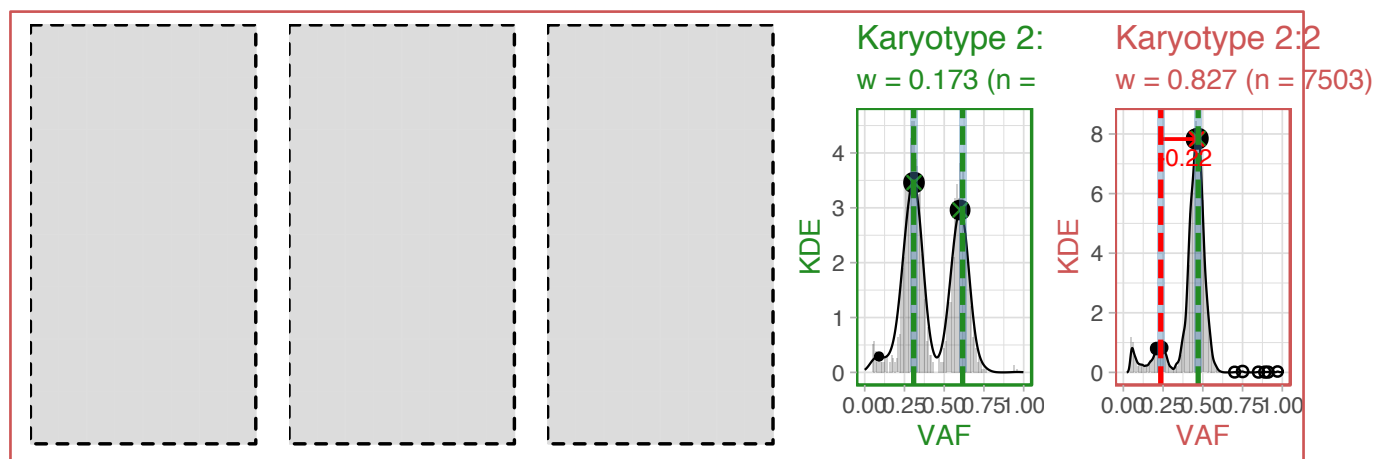 Karyotype 2:
w = 0.173 (n =
KDE
4
3
2
1
0
0.00 0.25 0.50 0.75 1.00
VAF
Karyotype 2:2
w = 0.827 (n = 7503)
KDE
8
6
4
2
0
0.22
0.00 0.25 0.50 0.75 1.00
VAF